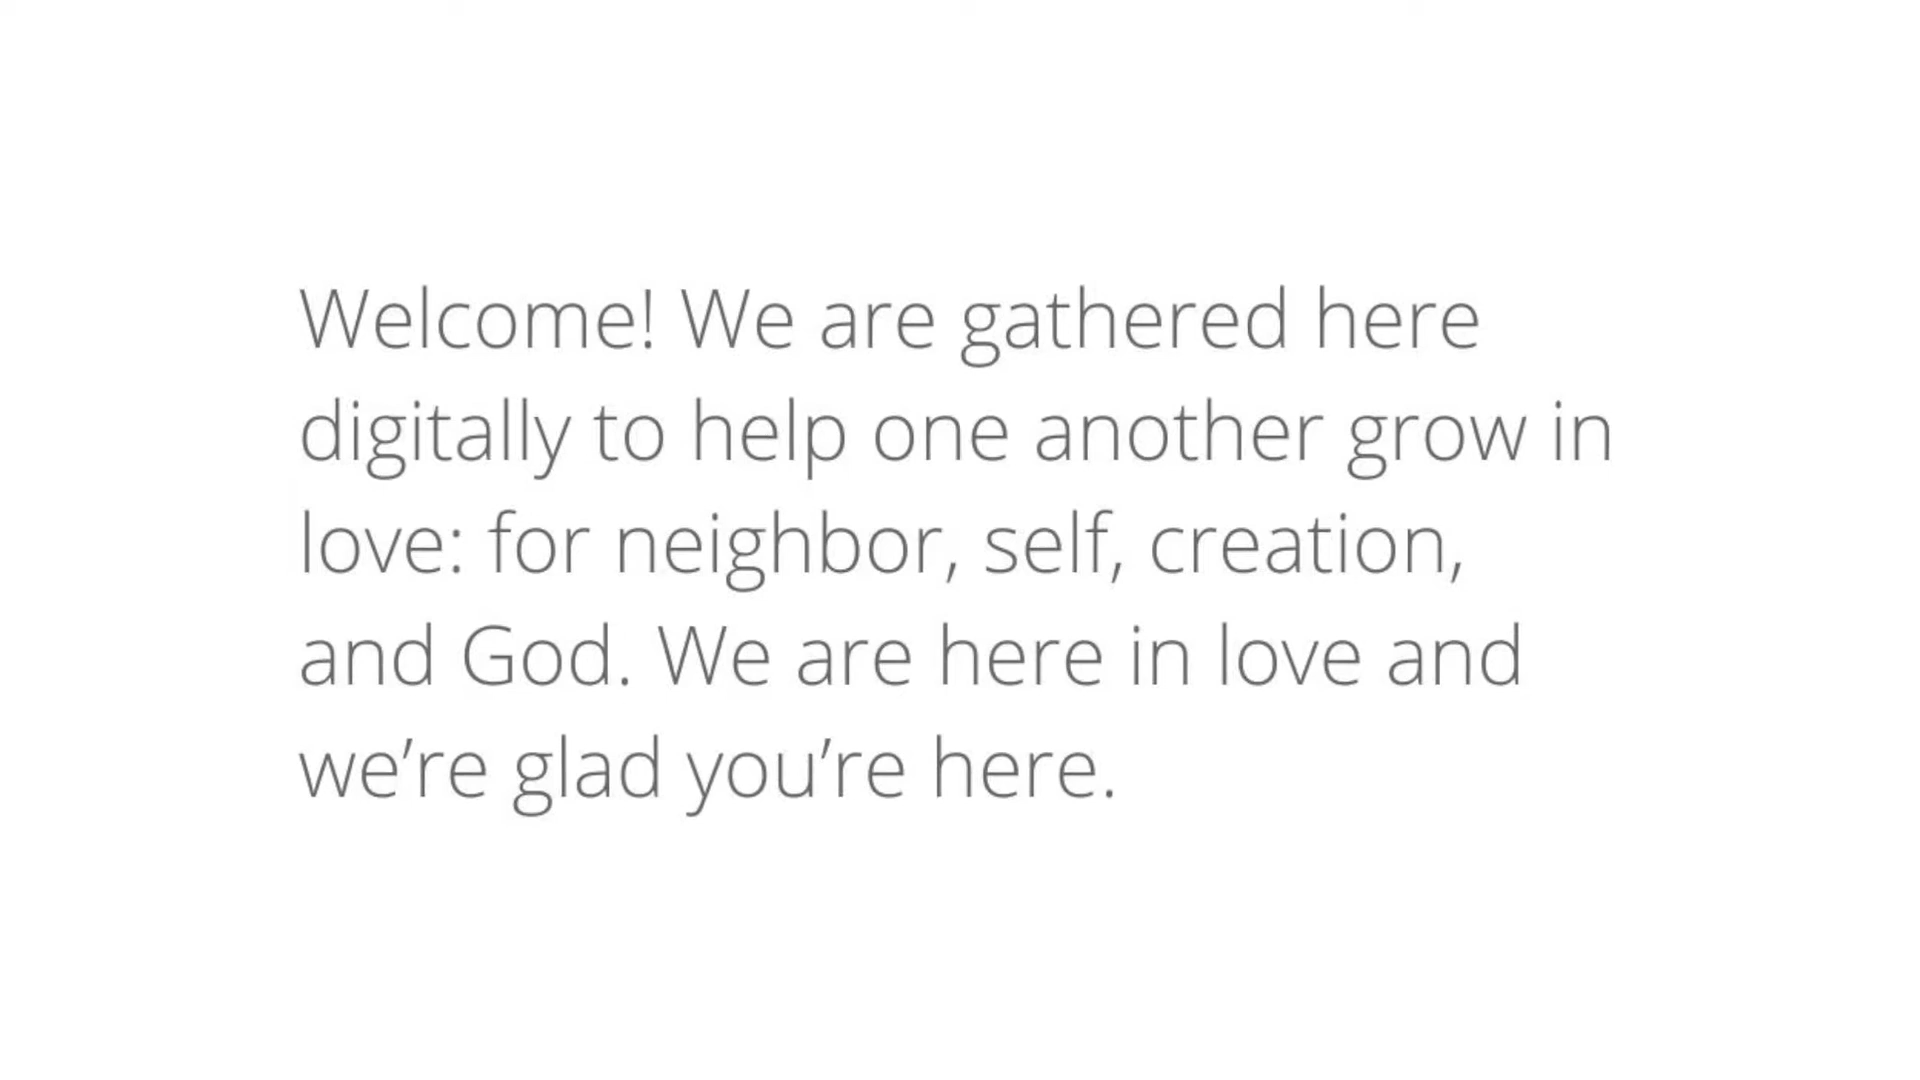 Welcome! We are gathered here
digitally to help one another grow in
love: for neighbor, self, creation,
and God. We are here in love and
we’re glad you’re here.